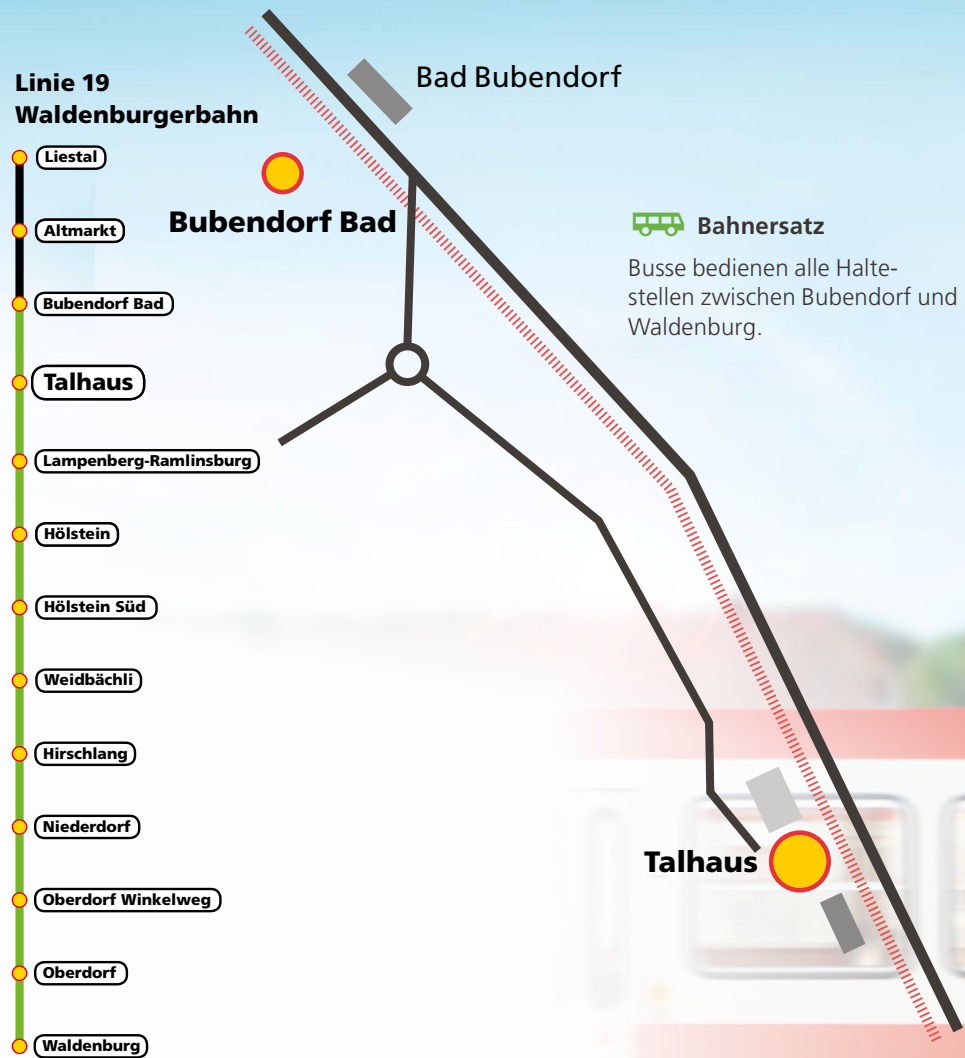 Linie 19
Waldenburgerbahn
Liestal
Altmarkt
Bubendorf Bad
Talhaus
Lampenberg-Ramlinsburg
Hölstein
Hölstein Süd
Weidbächli
Hirschlang
Niederdorf
Oberdorf Winkelweg
Oberdorf
Waldenburg
Bad Bubendorf
Bubendorf Bad
Bahnersatz
Busse bedienen alle Halte-
stellen zwischen Bubendorf und
Waldenburg.
Talhaus